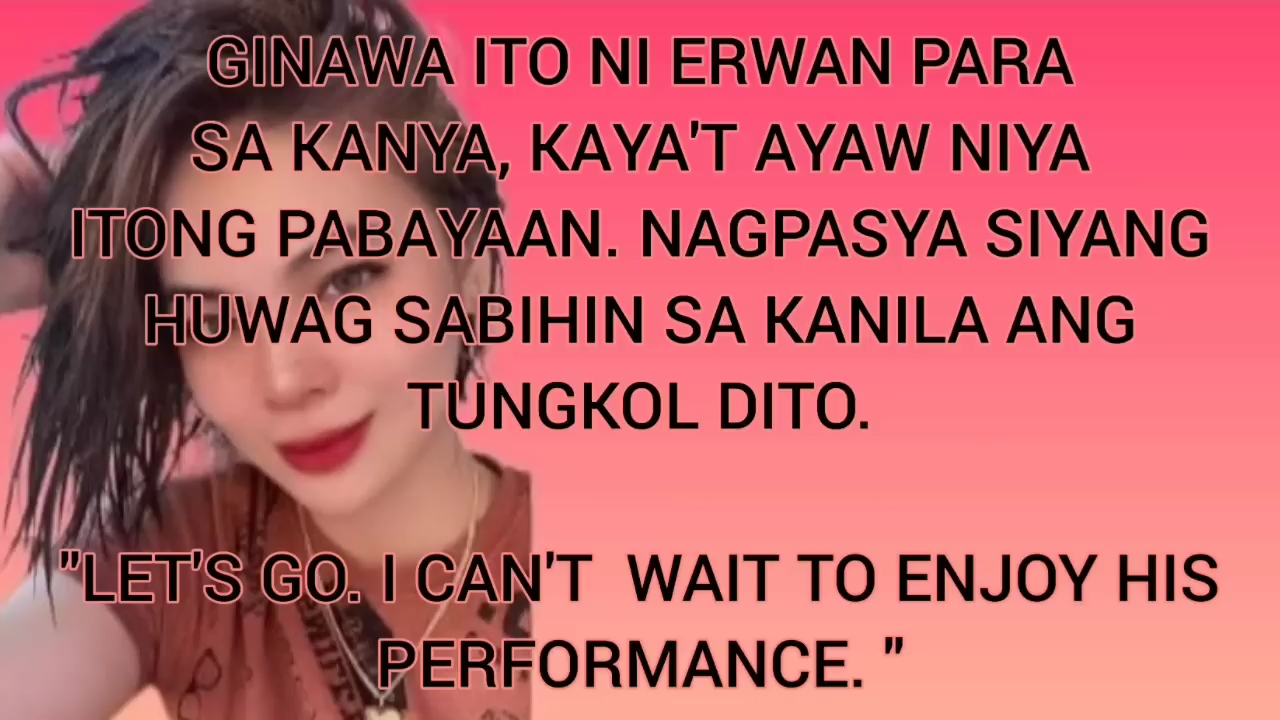 GINAWA ITO NI ERWAN PARA
SA KANYA, KAYA'T AYAW NIYA
ITONG PABAYAAN. NAGPASYA SIYANG
HUWAG SABIHIN SA KANILA ANG
TUNGKOL DITO.
"LET'S GO. I CAN'T  WAIT TO ENJOY HIS
PERFORMANCE. "